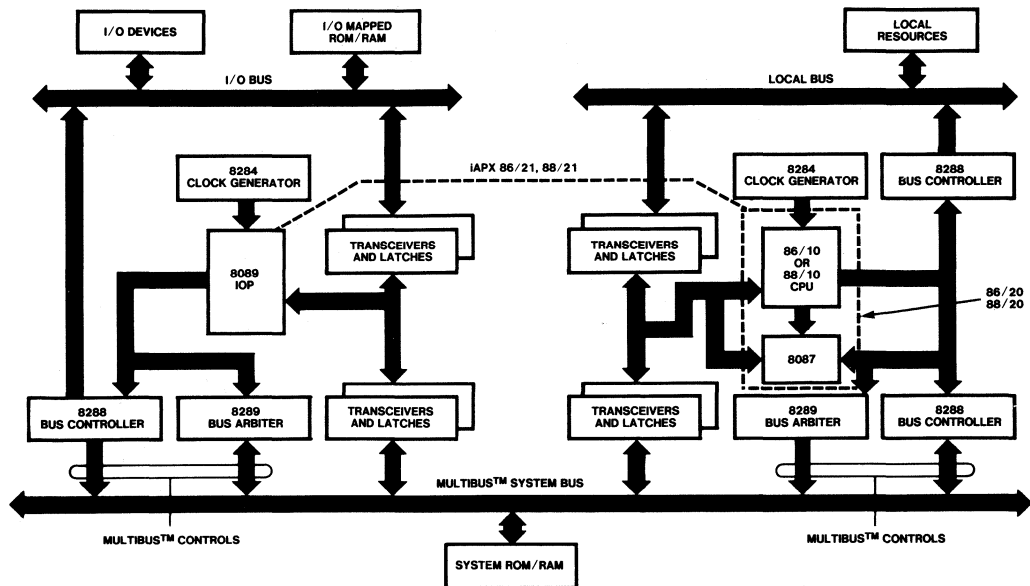 I/O DEVICES
I/O MAPPED
ROM/RAM
LOCAL
RESOURCES
I/O BUS
LOCAL BUS
8284
CLOCK GENERATOR
iAPX 86/21, 88/21
8284
CLOCK GENERATOR
8288
BUS CONTROLLER
8089
IOP
TRANSCEIVERS
AND LATCHES
TRANSCEIVERS
AND LATCHES
86/10
OR
88/10
CPU
86/20
88/20
8087
8288
BUS CONTROLLER
8289
BUS ARBITER
TRANSCEIVERS
AND LATCHES
TRANSCEIVERS
AND LATCHES
8289
BUS ARBITER
8288
BUS CONTROLLER
MULTIBUS™ SYSTEM BUS
MULTIBUS™ CONTROLS
MULTIBUS™ CONTROLS
SYSTEM ROM/RAM